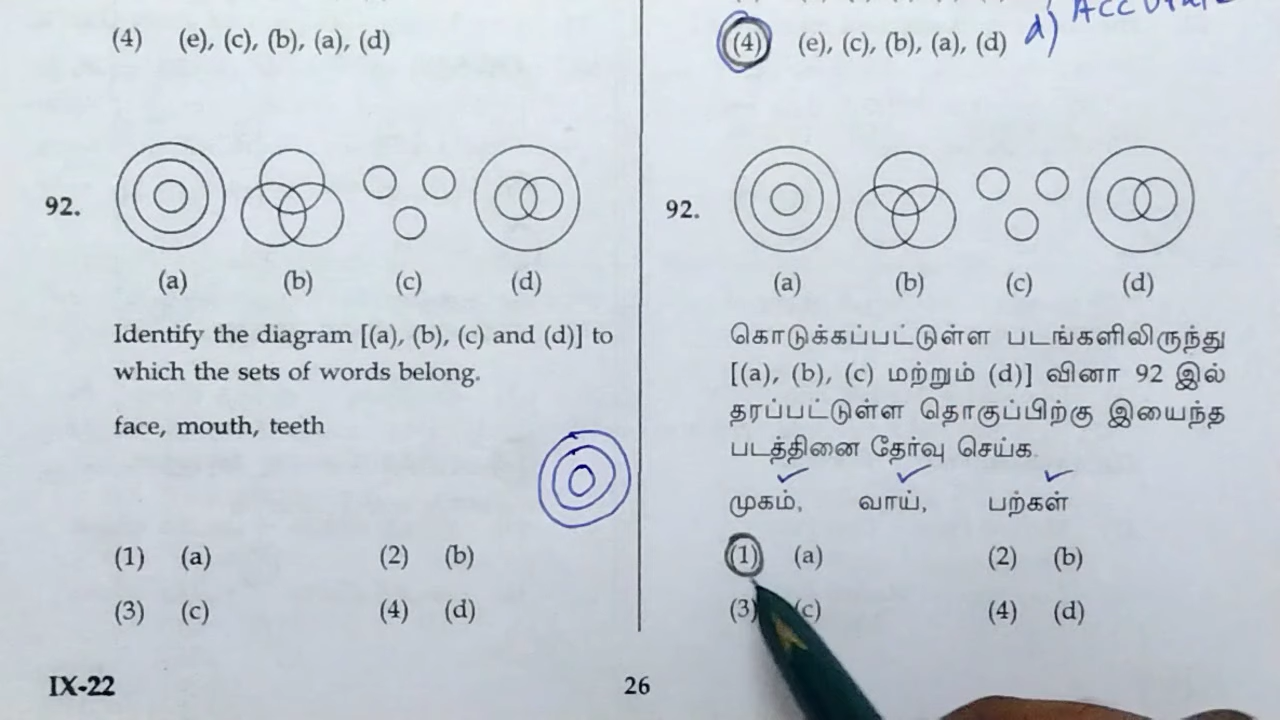 (4) (e), (c), (b), (a), (d)
92.
(a) (b) (c) (d)
Identify the diagram [(a), (b), (c) and (d)] to
which the sets of words belong.
face, mouth, teeth
(1) (a) (2) (b)
(3) (c) (4) (d)
IX-22
26
d)
(4) (e), (c), (b), (a), (d)
92.
(a) (b) (c) (d)
கொடுக்கப்பட்டுள்ள படங்களிலிருந்து
[(a), (b), (c) மற்றும் (d)] வினா 92 இல்
தரப்பட்டுள்ள தொகுப்பிற்கு இயைந்த
படத்தினை தேர்வு செய்க.
முகம், வாய், பற்கள்
(1) (a) (2) (b)
(3) (c) (4) (d)